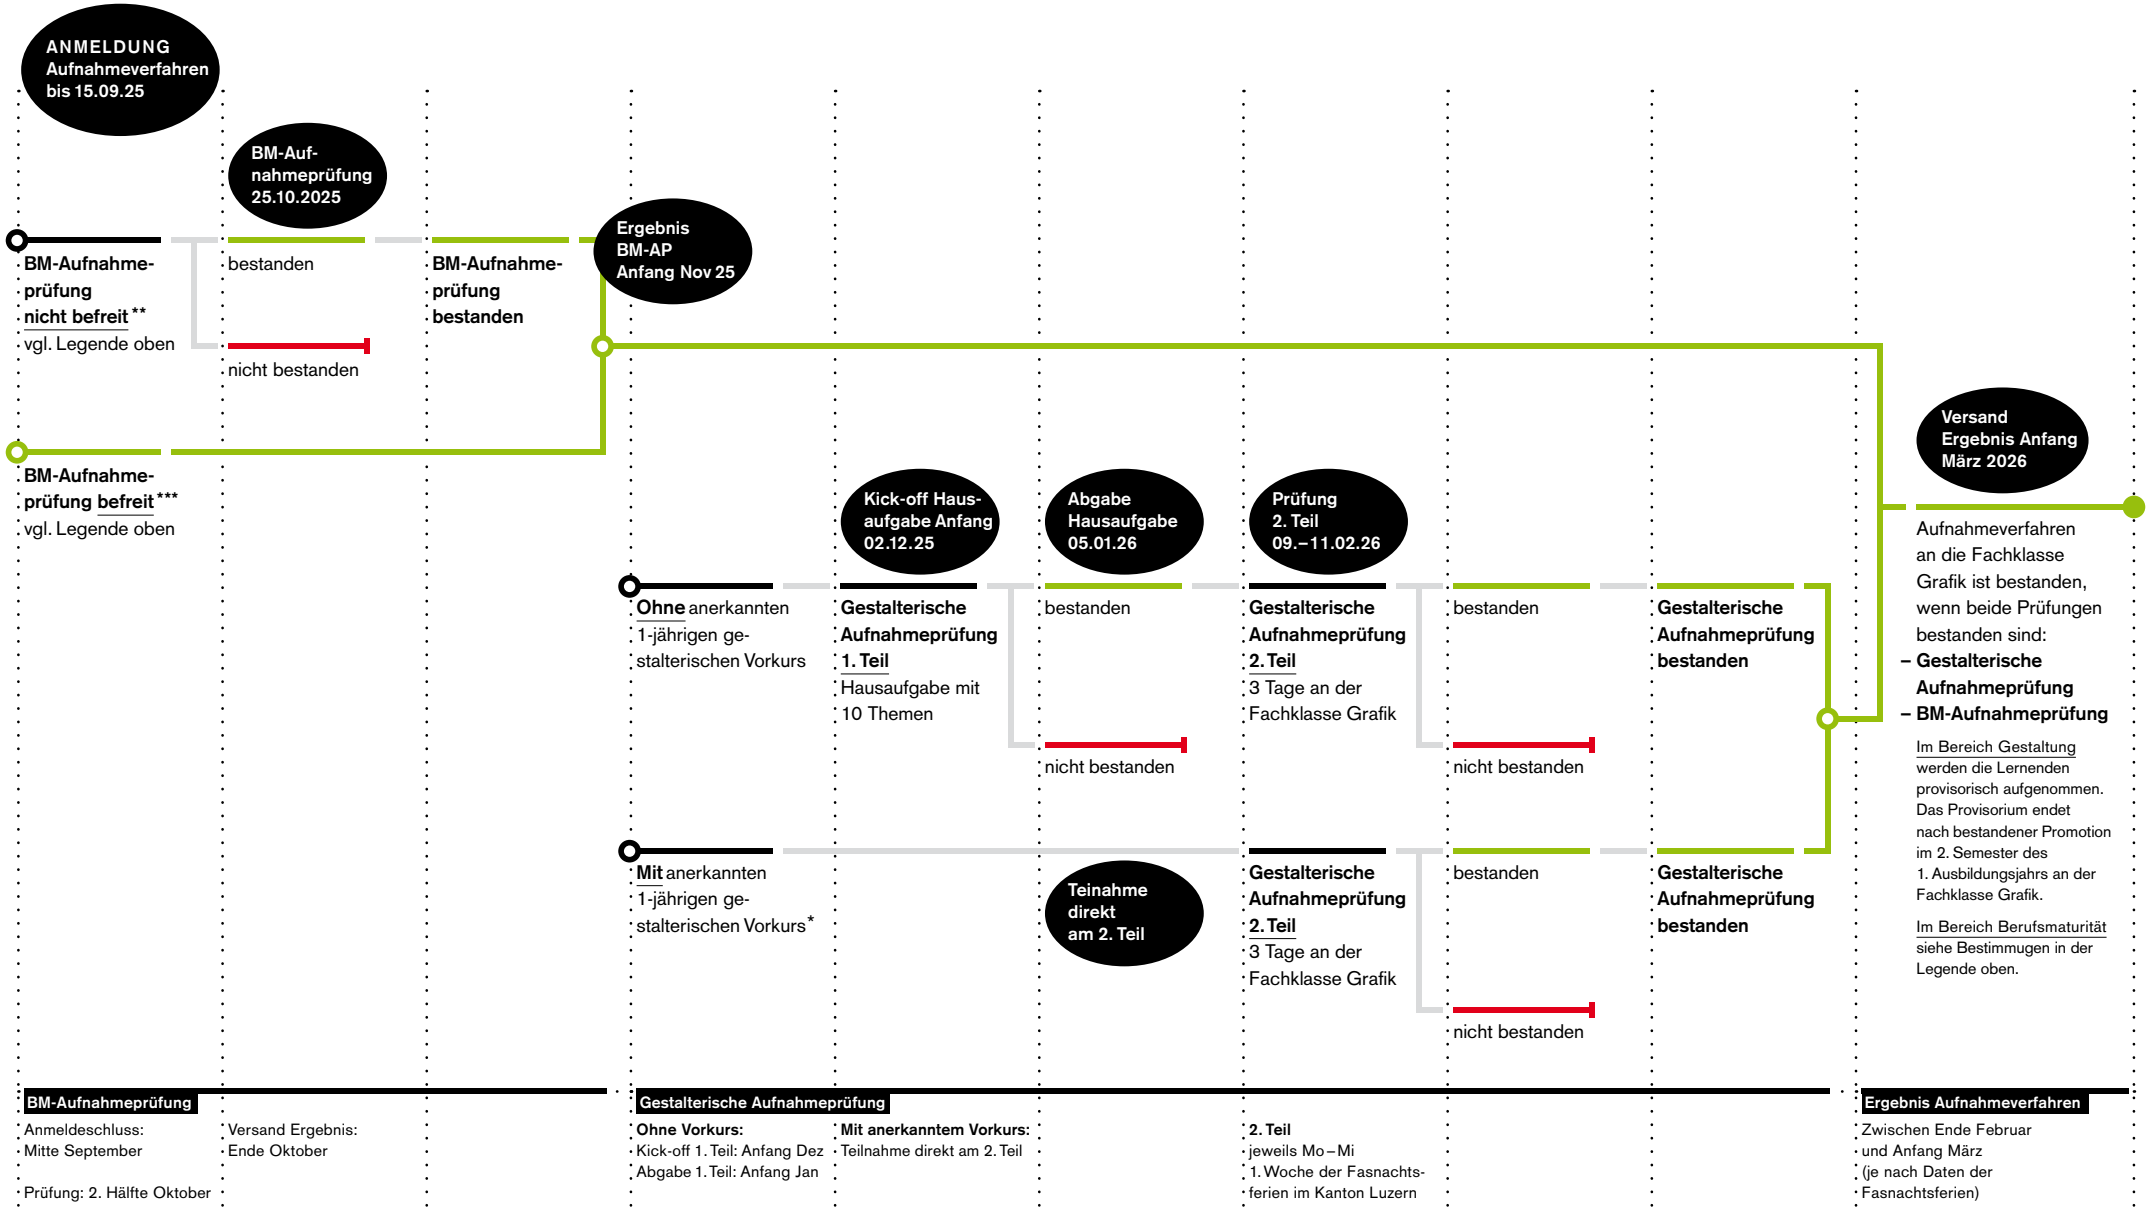 ANMELDUNG
Aufnahmeverfahren
bis 15.09.25
BM-Auf-
nahmeprüfung
25.10.2025
Ergebnis
BM-AP
Anfang Nov 25
BM-Aufnahme-
prüfung
nicht befreit**
vgl. Legende oben
bestanden
nicht bestanden
BM-Aufnahme-
prüfung
bestanden
BM-Aufnahme-
prüfung befreit***
vgl. Legende oben
Kick-off Haus-
aufgabe Anfang
02.12.25
Abgabe
Hausaufgabe
05.01.26
Prüfung
2. Teil
09.–11.02.26
Versand
Ergebnis Anfang
März 2026
Ohne anerkannten
1-jährigen ge-
stalterischen Vorkurs
Gestalterische
Aufnahmeprüfung
1. Teil
Hausaufgabe mit
10 Themen
bestanden
nicht bestanden
Gestalterische
Aufnahmeprüfung
2. Teil
3 Tage an der
Fachklasse Grafik
bestanden
nicht bestanden
Gestalterische
Aufnahmeprüfung
bestanden
Mit anerkannten
1-jährigen ge-
stalterischen Vorkurs*
Teinahme
direkt
am 2. Teil
Gestalterische
Aufnahmeprüfung
2. Teil
3 Tage an der
Fachklasse Grafik
bestanden
nicht bestanden
Gestalterische
Aufnahmeprüfung
bestanden
Aufnahmeverfahren
an die Fachklasse
Grafik ist bestanden,
wenn beide Prüfungen
bestanden sind:
– Gestalterische
Aufnahmeprüfung
– BM-Aufnahmeprüfung
Im Bereich Gestaltung
werden die Lernenden
provisorisch aufgenommen.
Das Provisorium endet
nach bestandener Promotion
im 2. Semester des
1. Ausbildungsjahrs an der
Fachklasse Grafik.
Im Bereich Berufsmaturität
siehe Bestimmugen in der
Legende oben.
BM-Aufnahmeprüfung
Anmeldeschluss:
Mitte September
Prüfung: 2. Hälfte Oktober
Versand Ergebnis:
Ende Oktober
Gestalterische Aufnahmeprüfung
Ohne Vorkurs:
Kick-off 1. Teil: Anfang Dez
Abgabe 1. Teil: Anfang Jan
Mit anerkanntem Vorkurs:
Teilnahme direkt am 2. Teil
2. Teil
jeweils Mo–Mi
1. Woche der Fasnachts-
ferien im Kanton Luzern
Ergebnis Aufnahmeverfahren
Zwischen Ende Februar
und Anfang März
(je nach Daten der
Fasnachtsferien)